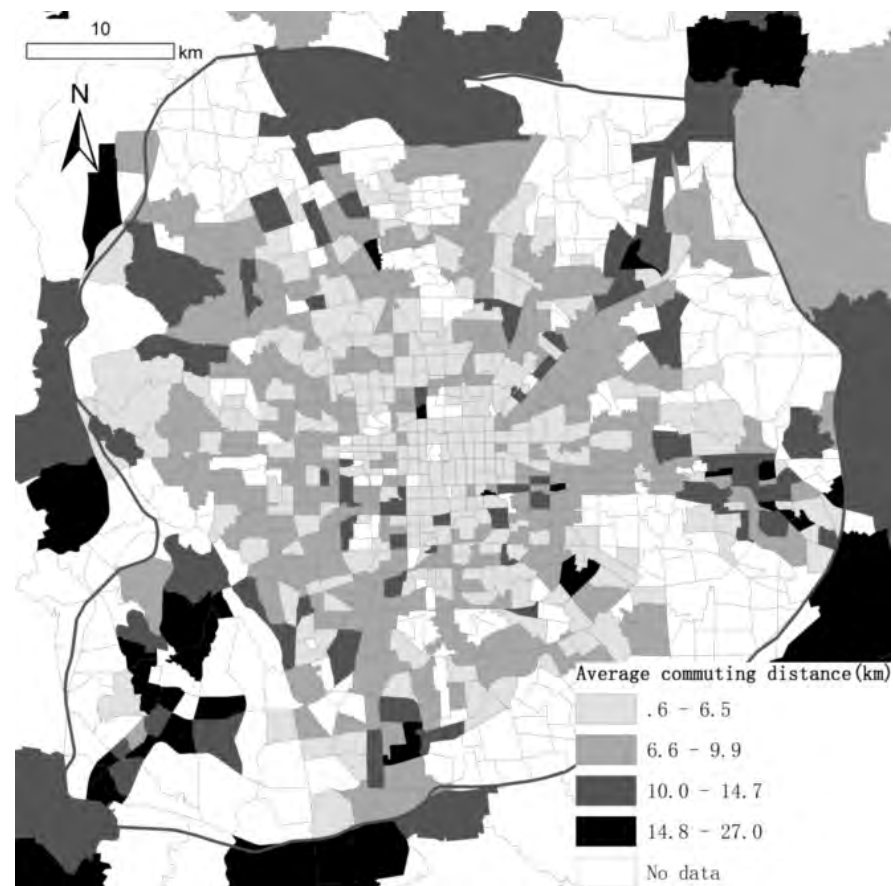 10
km
N
Average commuting distance(km)
.6 - 6.5
6.6 - 9.9
10.0 - 14.7
14.8 - 27.0
No data